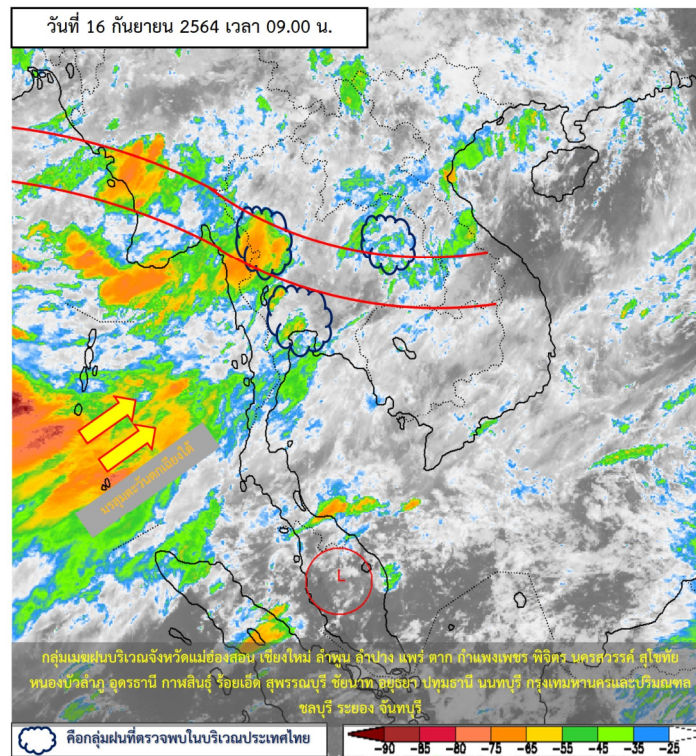 วันที่ 16 กันยายน 2564 เวลา 09.00 น.
มรสุมตะวันตกเฉียงใต้
L
กลุ่มเมฆฝนบริเวณจังหวัดแม่ฮ่องสอน เชียงใหม่ ลำพูน ลำปาง แพร่ ตาก กำแพงเพชร พิจิตร นครสวรรค์ สุโขทัย
หนองบัวลำภู อุดรธานี กาฬสินธุ์ ร้อยเอ็ด สุพรรณบุรี ชัยนาท อยุธยา ปทุมธานี นนทบุรี กรุงเทมหานครและปริมณฑล
ชลบุรี ระยอง จันทบุรี
คือกลุ่มฝนที่ตรวจพบในบริเวณประเทศไทย
-90 -85 -80 -75 -65 -55 -45 -35 -25